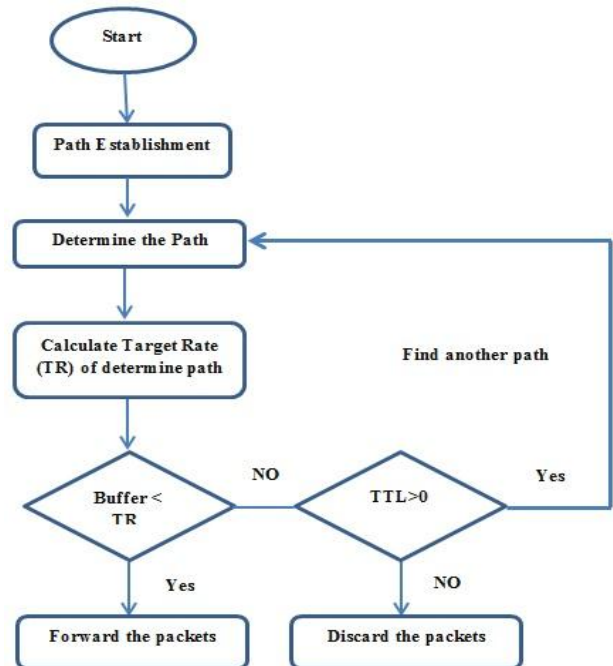 Start
Path Establishment
Determine the Path
Calculate Target Rate
(TR) of determine path
Find another path
Buffer <
TR
NO
TTL>0
Yes
Yes
NO
Forward the packets
Discard the packets